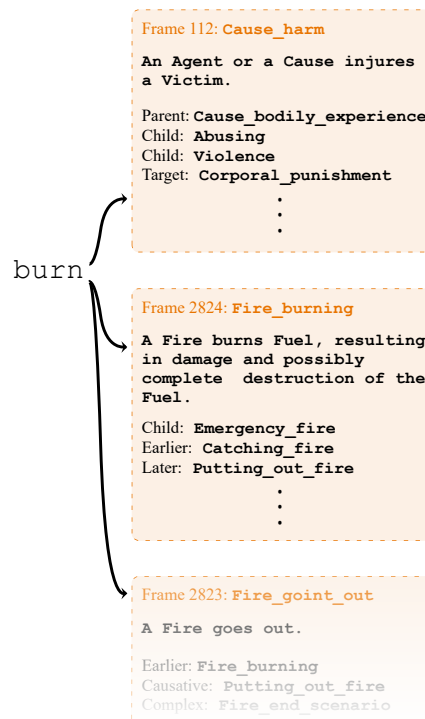 Frame 112: Cause_harm
An Agent or a Cause injures
a Victim.
Parent: Cause_bodily_experience
Child: Abusing
Child: Violence
Target: Corporal_punishment
burn
Frame 2824: Fire_burning
A Fire burns Fuel, resulting
in damage and possibly
complete destruction of the
Fuel.
Child: Emergency_fire
Earlier: Catching_fire
Later: Putting_out_fire
Frame 2823: Fire_goint_out
A Fire goes out.
Earlier: Fire_burning
Causative: Putting_out_fire
Complex: Fire_end_scenario